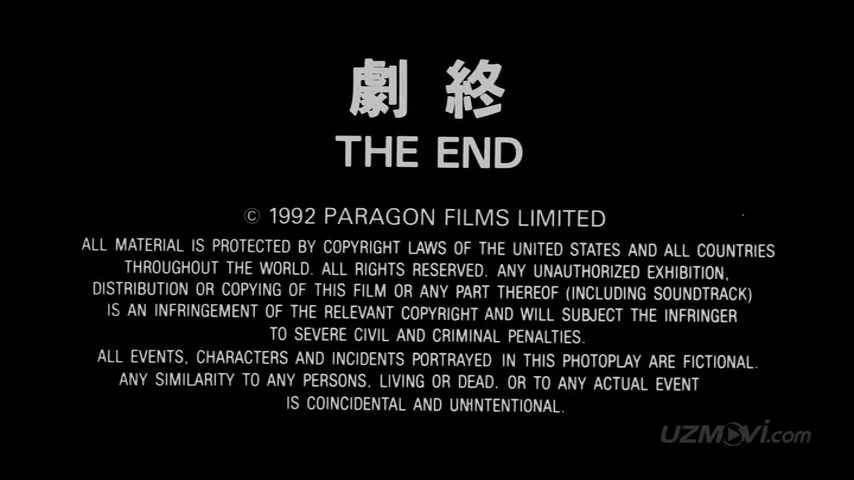 劇終
THE END
© 1992 PARAGON FILMS LIMITED
ALL MATERIAL IS PROTECTED BY COPYRIGHT LAWS OF THE UNITED STATES AND ALL COUNTRIES
THROUGHOUT THE WORLD. ALL RIGHTS RESERVED. ANY UNAUTHORIZED EXHIBITION,
DISTRIBUTION OR COPYING OF THIS FILM OR ANY PART THEREOF (INCLUDING SOUNDTRACK)
IS AN INFRINGEMENT OF THE RELEVANT COPYRIGHT AND WILL SUBJECT THE INFRINGER
TO SEVERE CIVIL AND CRIMINAL PENALTIES.
ALL EVENTS, CHARACTERS AND INCIDENTS PORTRAYED IN THIS PHOTOPLAY ARE FICTIONAL.
ANY SIMILARITY TO ANY PERSONS, LIVING OR DEAD, OR TO ANY ACTUAL EVENT
IS COINCIDENTAL AND UNINTENTIONAL.
UZMOVi.com